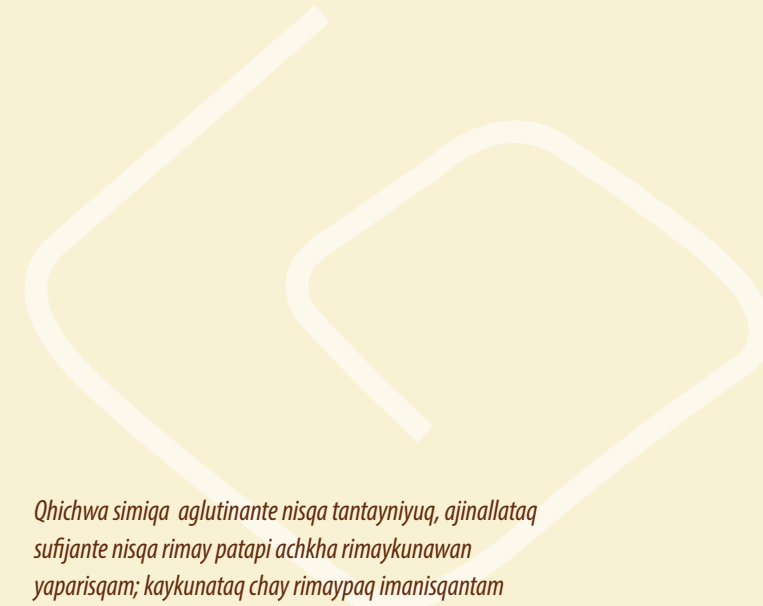 Qhichwa simiqa aglutinante nisqa tantayniyuq, ajinallataq
sufijante nisqa rimay patapi achkha rimaykunawan
yaparisqam; kaykunataq chay rimaypaq imanisqantam